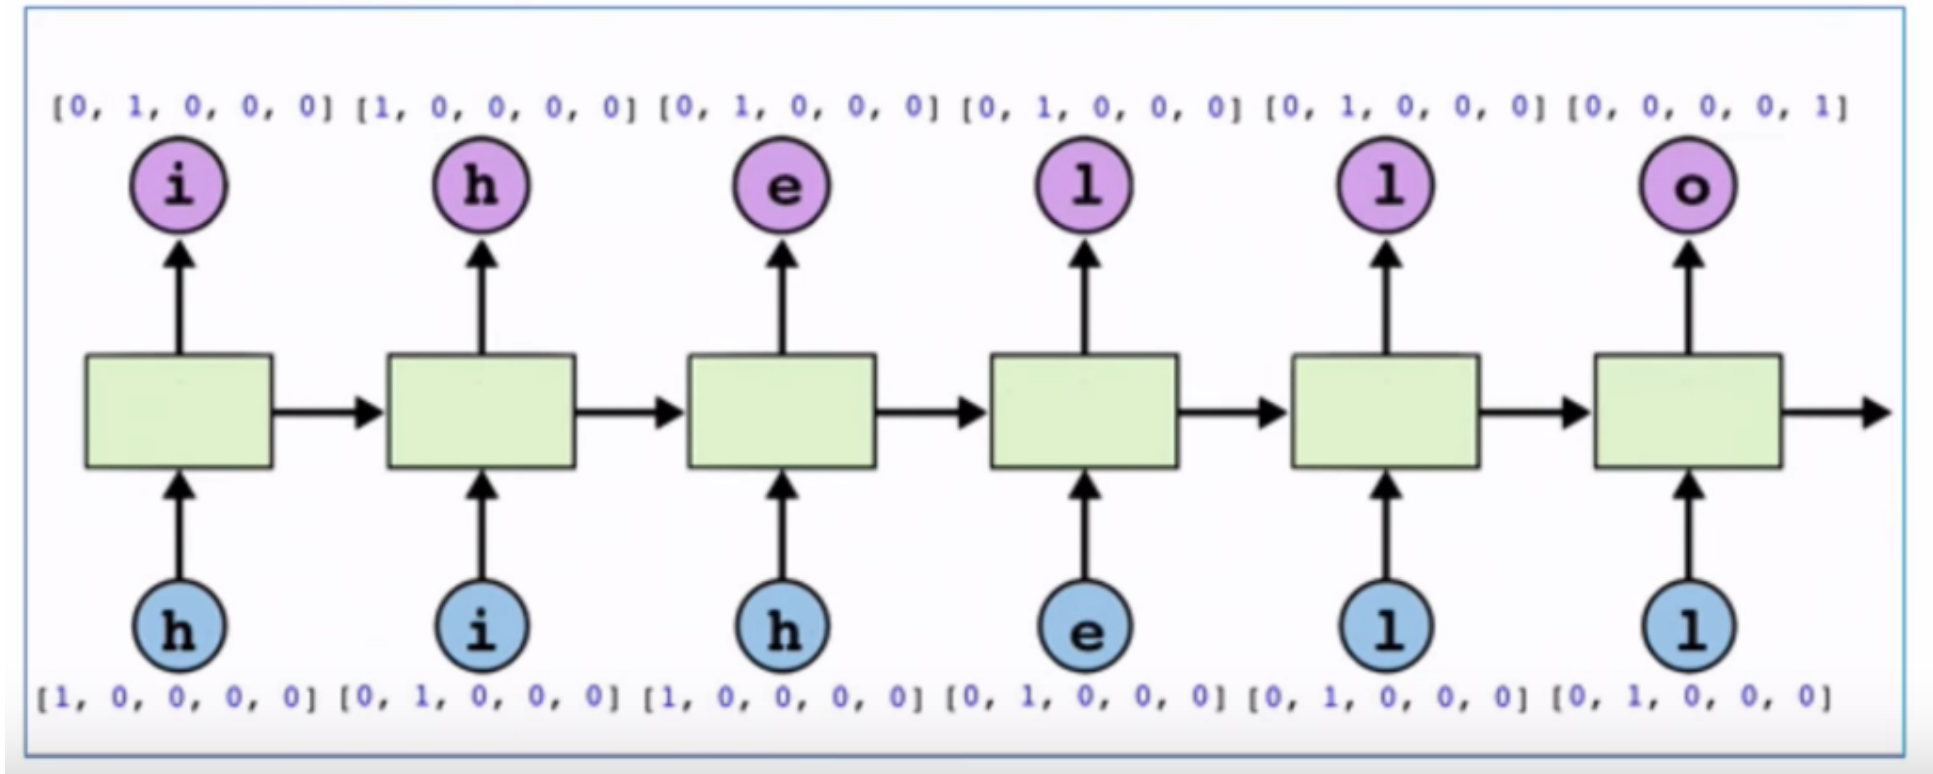 [0, 1, 0, 0, 0] [1, 0, 0, 0, 0] [0, 1, 0, 0, 0] [0, 1, 0, 0, 0] [0, 1, 0, 0, 0] [0, 0, 0, 0, 1]
i h e l l o
h i h e l l
[1, 0, 0, 0, 0] [0, 1, 0, 0, 0] [1, 0, 0, 0, 0] [0, 1, 0, 0, 0] [0, 1, 0, 0, 0] [0, 1, 0, 0, 0]